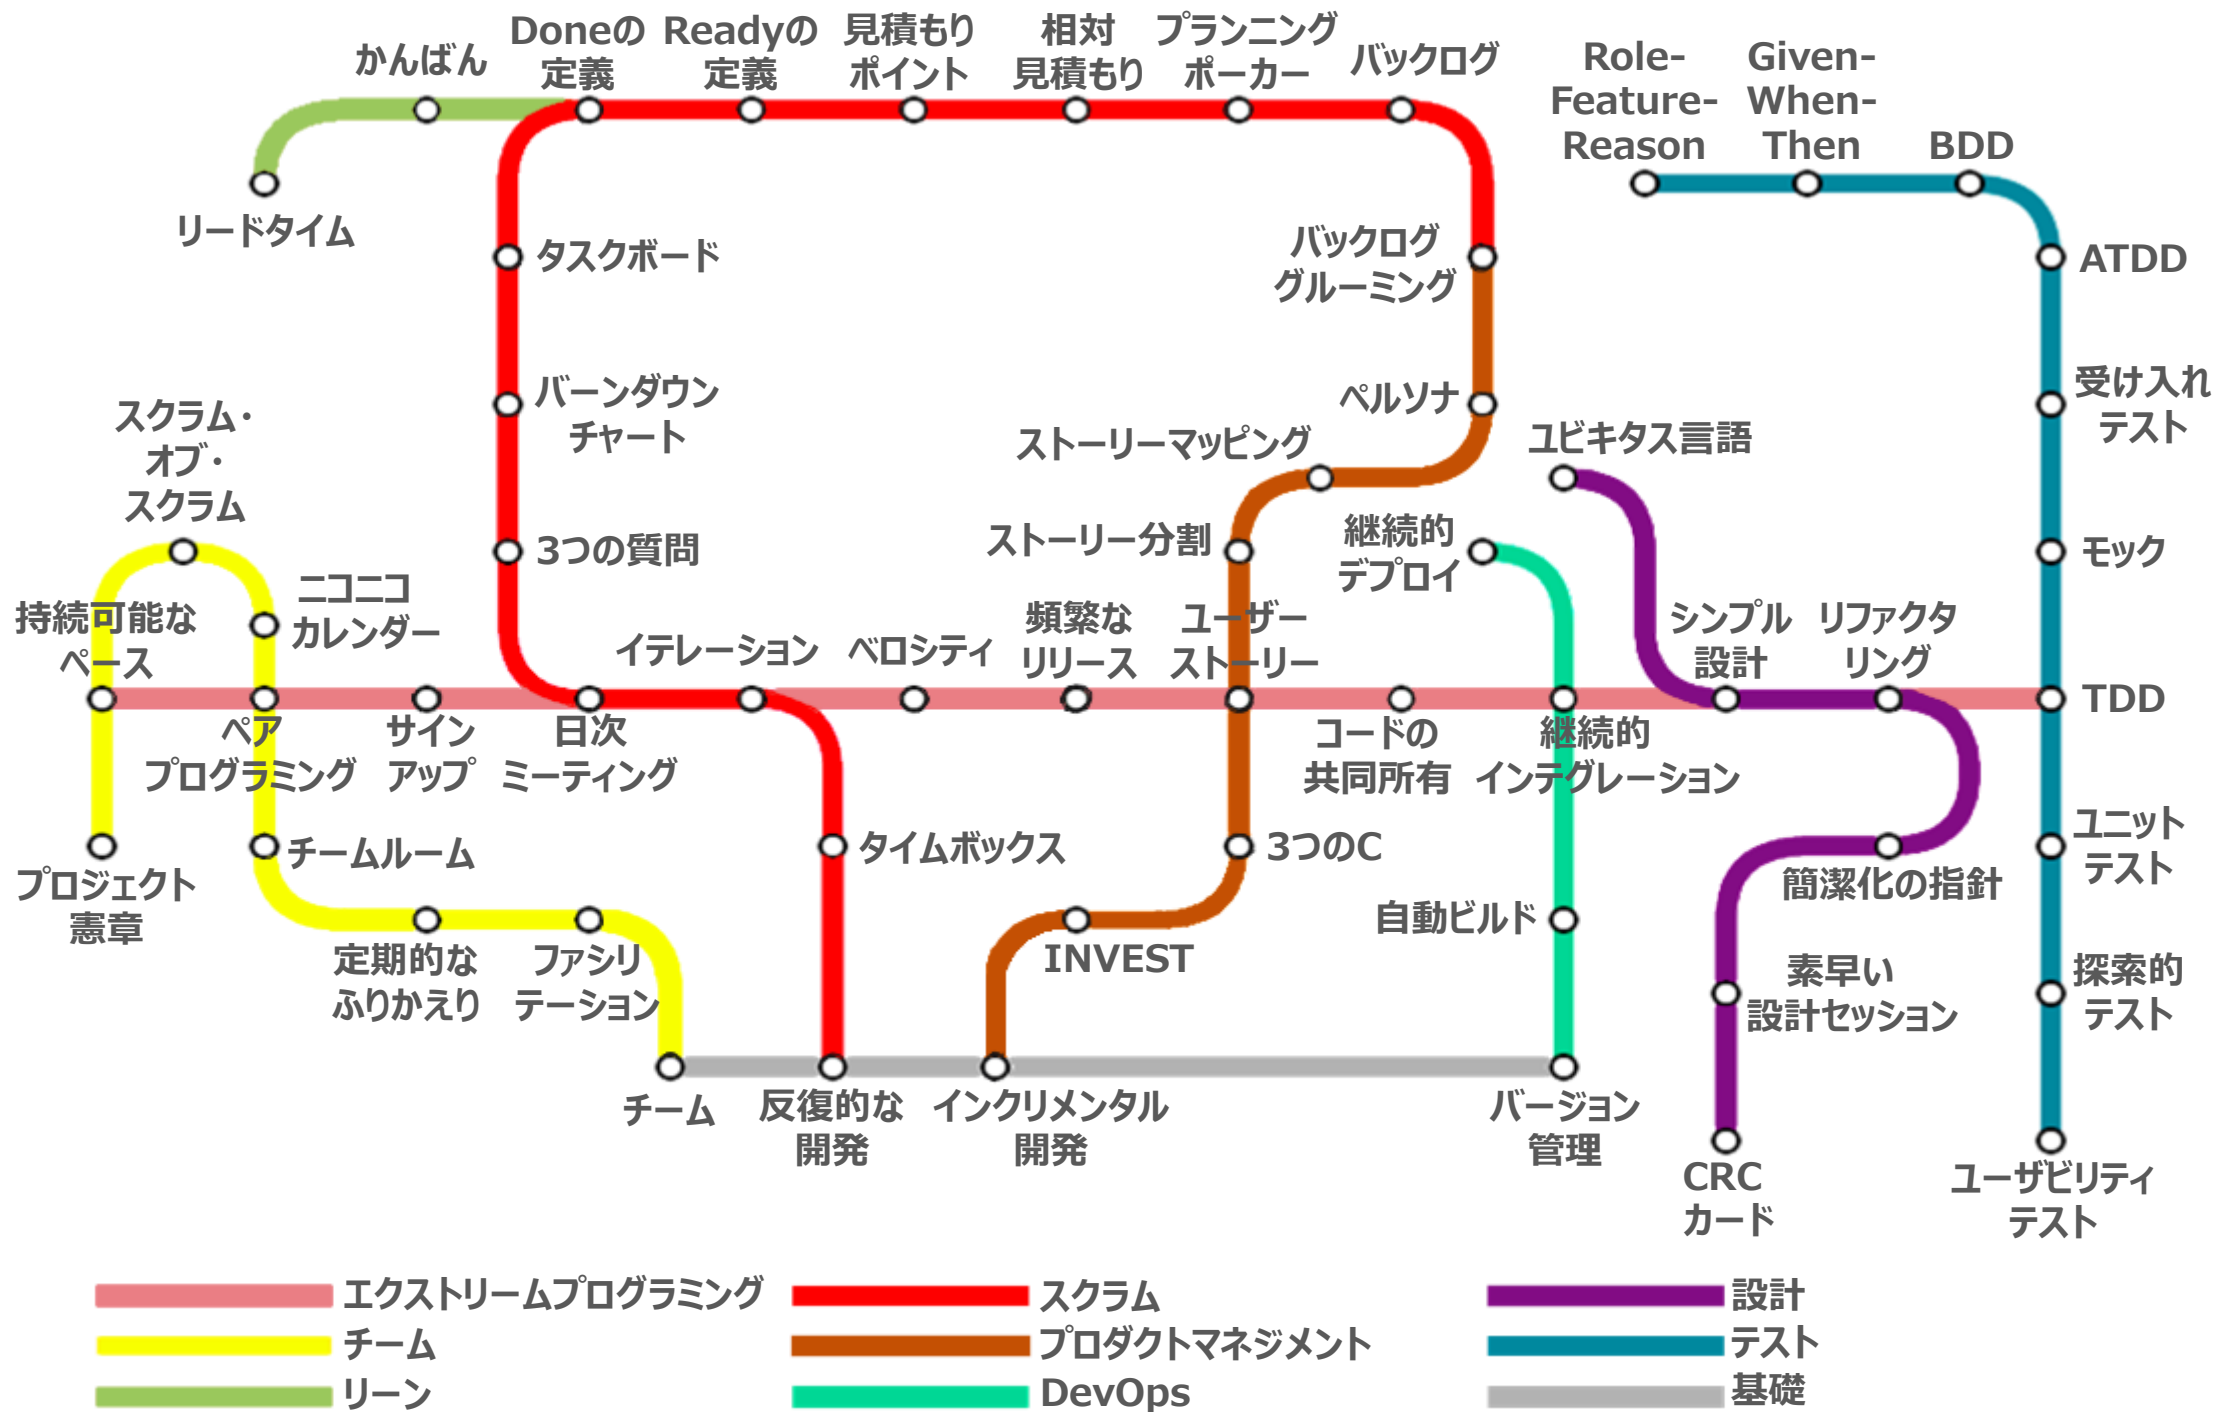 かんばん
Doneの
定義
Readyの
定義
見積もり
ポイント
相対
見積もり
プランニング
ポーカー
バックログ
Role-
Feature-
Reason
Given-
When-
Then
BDD
リードタイム
タスクボード
バックログ
グルーミング
ATDD
バーンダウン
チャート
ペルソナ
受け入れ
テスト
スクラム・
オブ・
スクラム
ストーリーマッピング
ユビキタス言語
3つの質問
ストーリー分割
継続的
デプロイ
モック
持続可能な
ペース
ニコニコ
カレンダー
イテレーション
ベロシティ
頻繁な
リリース
ユーザー
ストーリー
シンプル
設計
リファクタ
リング
TDD
ペア
プログラミング
サイン
アップ
日次
ミーティング
コードの
共同所有
継続的
インテグレーション
プロジェクト
憲章
チームルーム
タイムボックス
3つのC
簡潔化の指針
ユニット
テスト
定期的な
ふりかえり
ファシリ
テーション
INVEST
自動ビルド
素早い
設計セッション
探索的
テスト
チーム
反復的な
開発
インクリメンタル
開発
バージョン
管理
CRC
カード
ユーザビリティ
テスト
エクストリームプログラミング
スクラム
設計
チーム
プロダクトマネジメント
テスト
リーン
DevOps
基礎